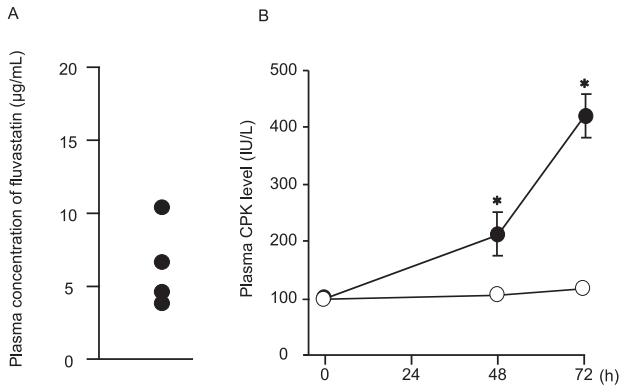 A
Plasma concentration of fluvastatin (µg/mL)
20
15
10
5
0
B
Plasma CPK level (IU/L)
500
400
300
200
100
0
*
*
0 24 48 72 (h)